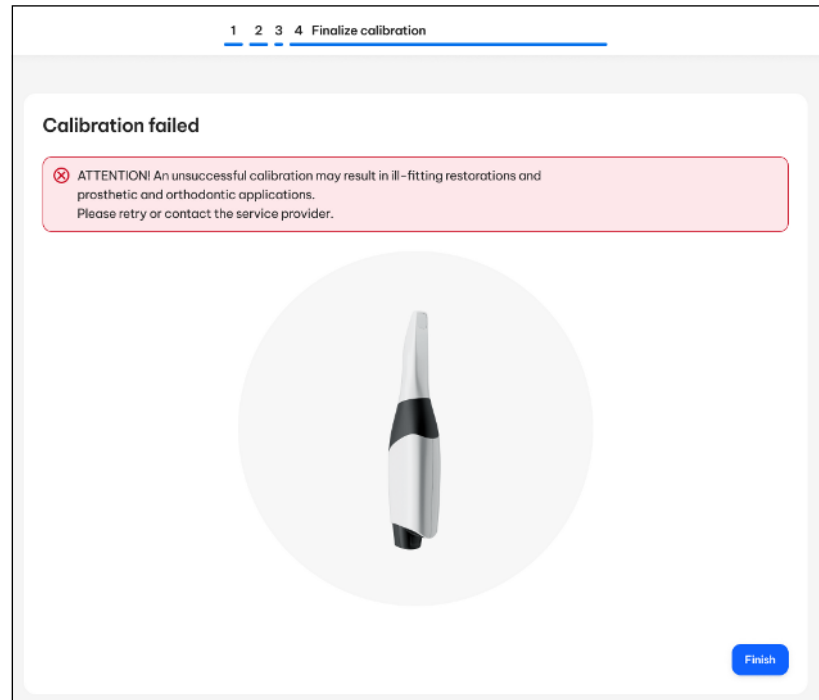 1 2 3 4 Finalize calibration
Calibration failed
ATTENTION! An unsuccessful calibration may result in ill-fitting restorations and
prosthetic and orthodontic applications.
Please retry or contact the service provider.
Finish